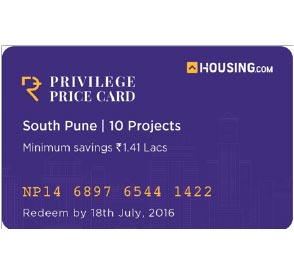 HOUSING.COM
PRIVILEGE
PRICE CARD
South Pune | 10 Projects
Minimum savings ₹1.41 Lacs
NP14 6897 6544 1422
Redeem by 18th July, 2016